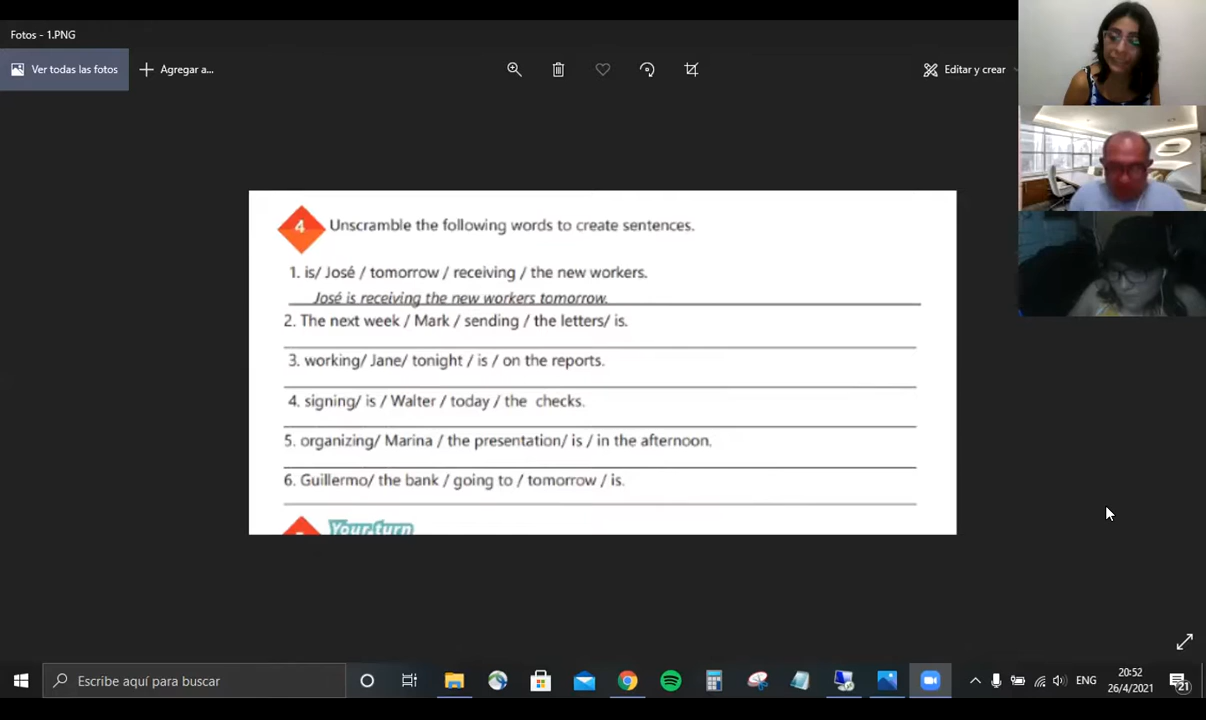 Fotos - 1.PNG
Ver todas las fotos
Agregar a...
Editar y crear
4 Unscramble the following words to create sentences.
1. is/ José / tomorrow / receiving / the new workers.
José is receiving the new workers tomorrow.
2. The next week / Mark / sending / the letters/ is.
3. working/ Jane/ tonight / is / on the reports.
4. signing/ is / Walter / today / the checks.
5. organizing/ Marina / the presentation/ is / in the afternoon.
6. Guillermo/ the bank / going to / tomorrow / is.
Your turn
Escribe aquí para buscar
ENG
20:52
26/4/2021
21